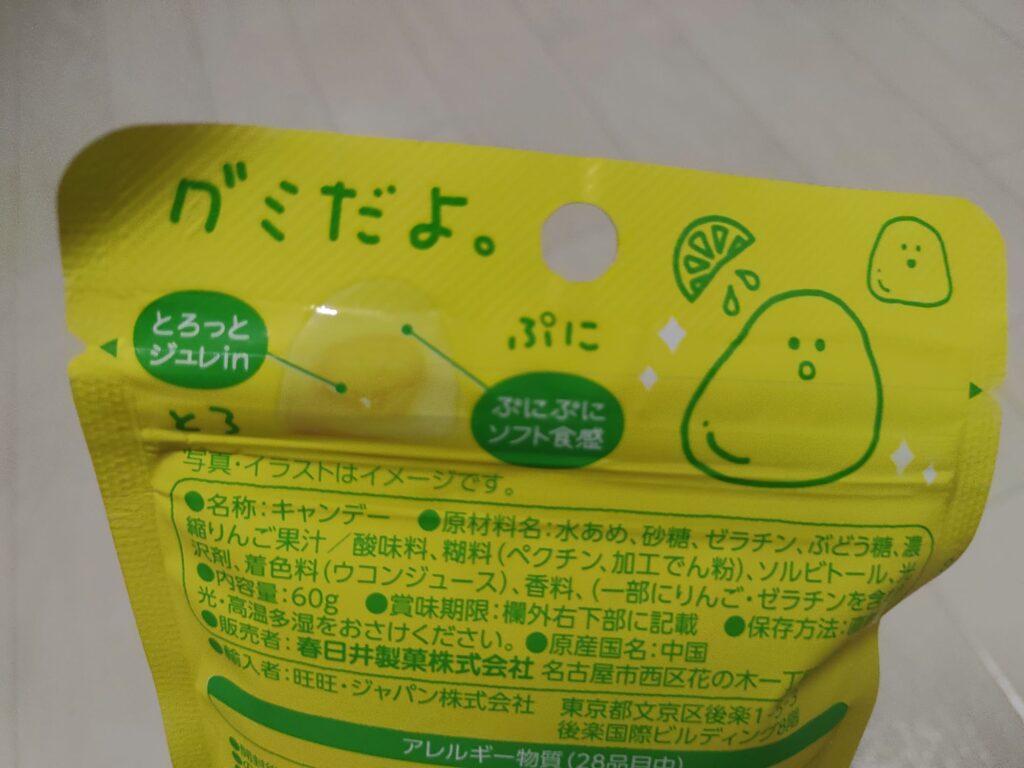 グミだよ。
とろっと
ジュレin
ぷに
ぷにぷに
ソフト食感
とろ
写真・イラストはイメージです。
●名称:キャンデー ●原材料名:水あめ、砂糖、ゼラチン、ぶどう糖、濃
縮りんご果汁/酸味料、糊料(ペクチン、加工でん粉)、ソルビトール、光
沢剤、着色料(ウコンジュース)、香料、(一部にりんご・ゼラチンを含
●内容量:60g ●賞味期限:欄外右下部に記載 ●保存方法:直
光・高温多湿をおさけください。 ●原産国名:中国
●販売者:春日井製菓株式会社 名古屋市西区花の木一丁
●輸入者:旺旺・ジャパン株式会社 東京都文京区後楽1-5-3
後楽国際ビルディング8階
アレルギー物質(28品目中)